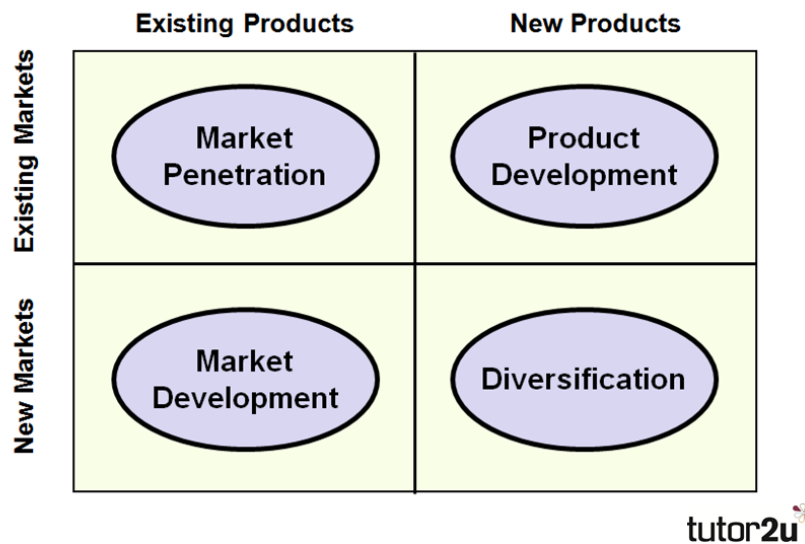 Existing Products
New Products
Existing Markets
Market
Penetration
Product
Development
New Markets
Market
Development
Diversification
tutor2u